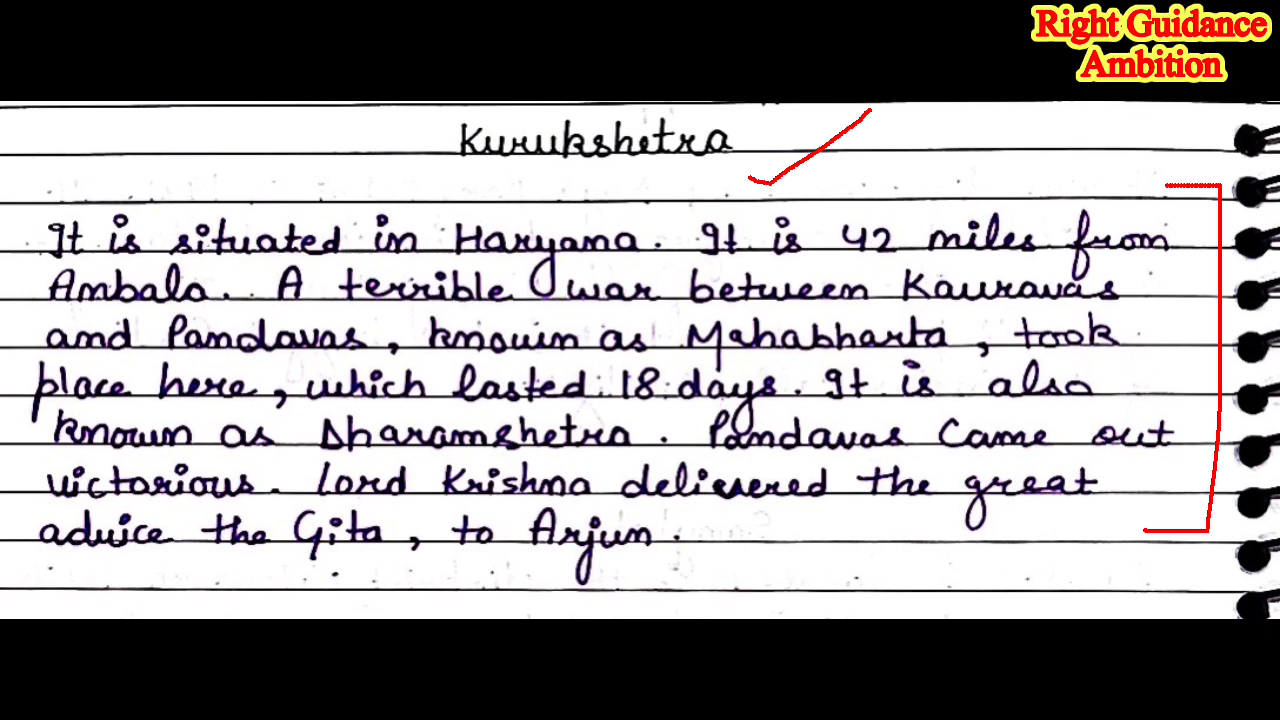 Right Guidance
Ambition
Kurukshetra
It is situated in Haryana. It is 42 miles from
Ambala. A terrible war between Kauravas
and Pandavas, known as Mahabharta, took
place here, which lasted 18 days. It is also
known as Dharamshetra. Pandavas came out
victorious. Lord Krishna delivered the great
advice the Gita, to Arjun.